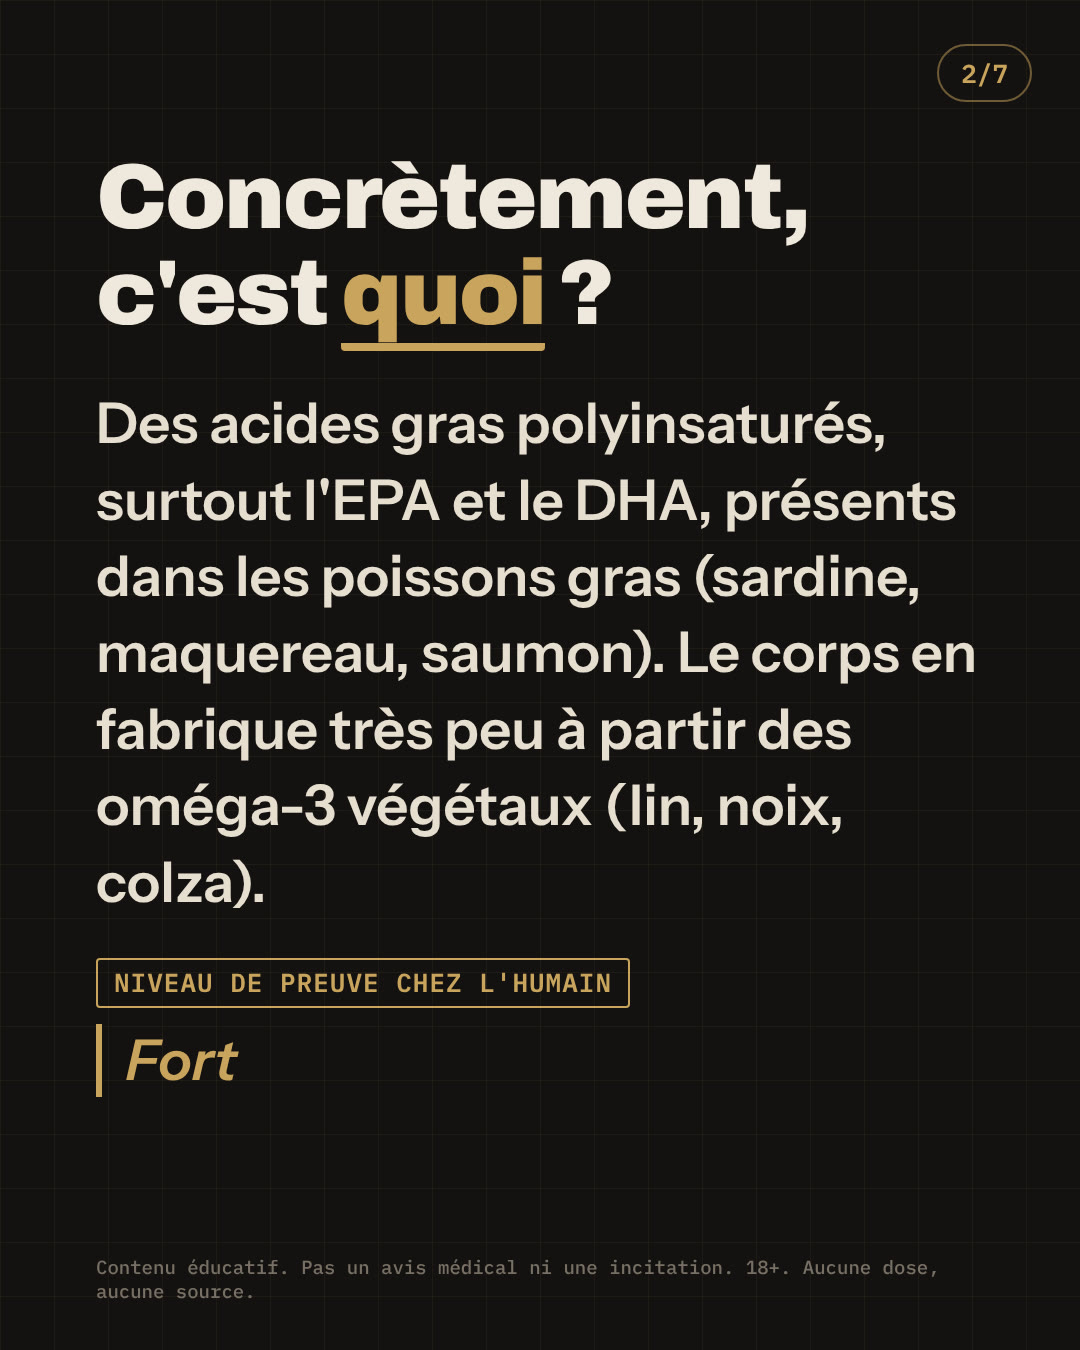 2/7
Concrètement,
c'est quoi ?
Des acides gras polyinsaturés,
surtout l'EPA et le DHA, présents
dans les poissons gras (sardine,
maquereau, saumon). Le corps en
fabrique très peu à partir des
oméga-3 végétaux (lin, noix,
colza).
NIVEAU DE PREUVE CHEZ L'HUMAIN
Fort
Contenu éducatif. Pas un avis médical ni une incitation. 18+. Aucune dose,
aucune source.